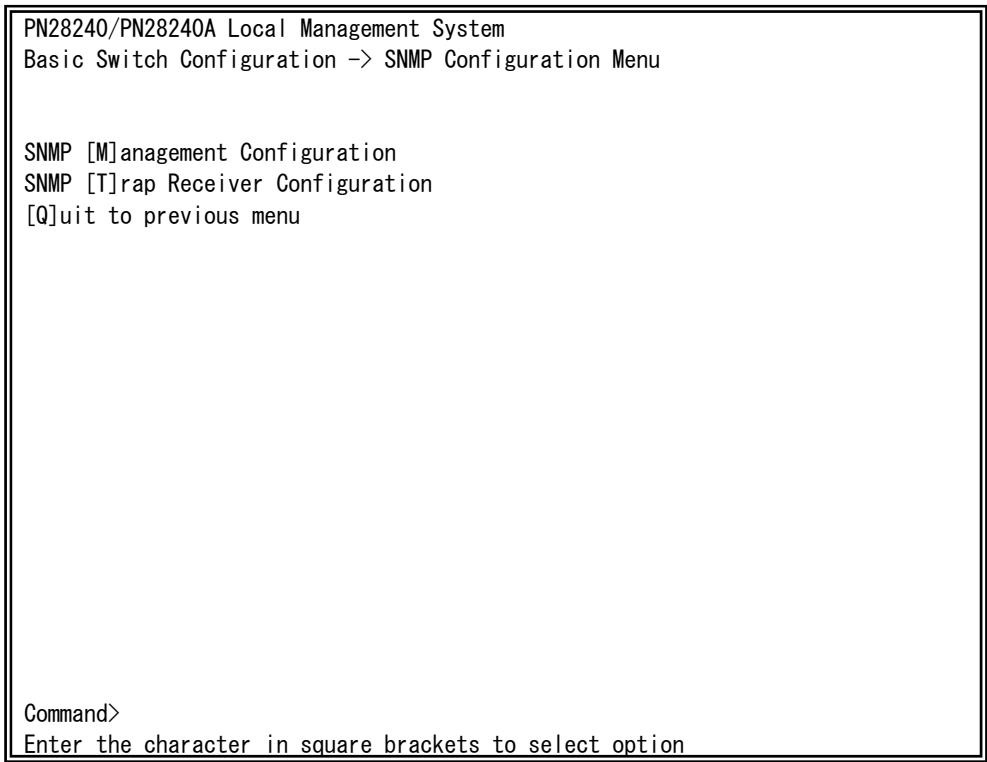 PN28240/PN28240A Local Management System
Basic Switch Configuration -> SNMP Configuration Menu
SNMP [M]anagement Configuration
SNMP [T]rap Receiver Configuration
[Q]uit to previous menu
Command>
Enter the character in square brackets to select option